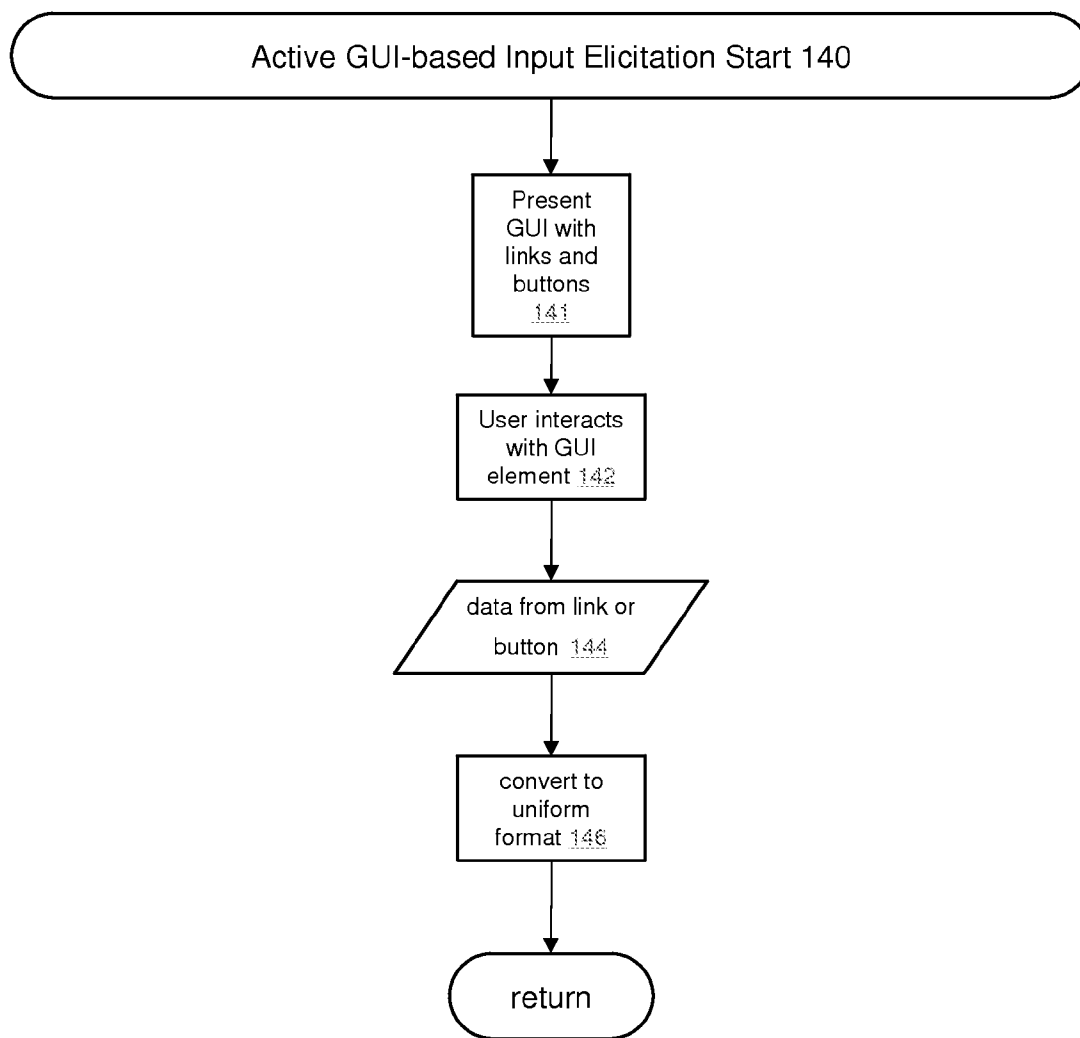 Active GUI-based Input Elicitation Start 140
Present
GUI with
links and
buttons
141
User interacts
with GUI
element 142
data from link or
button 144
convert to
uniform
format 146
return